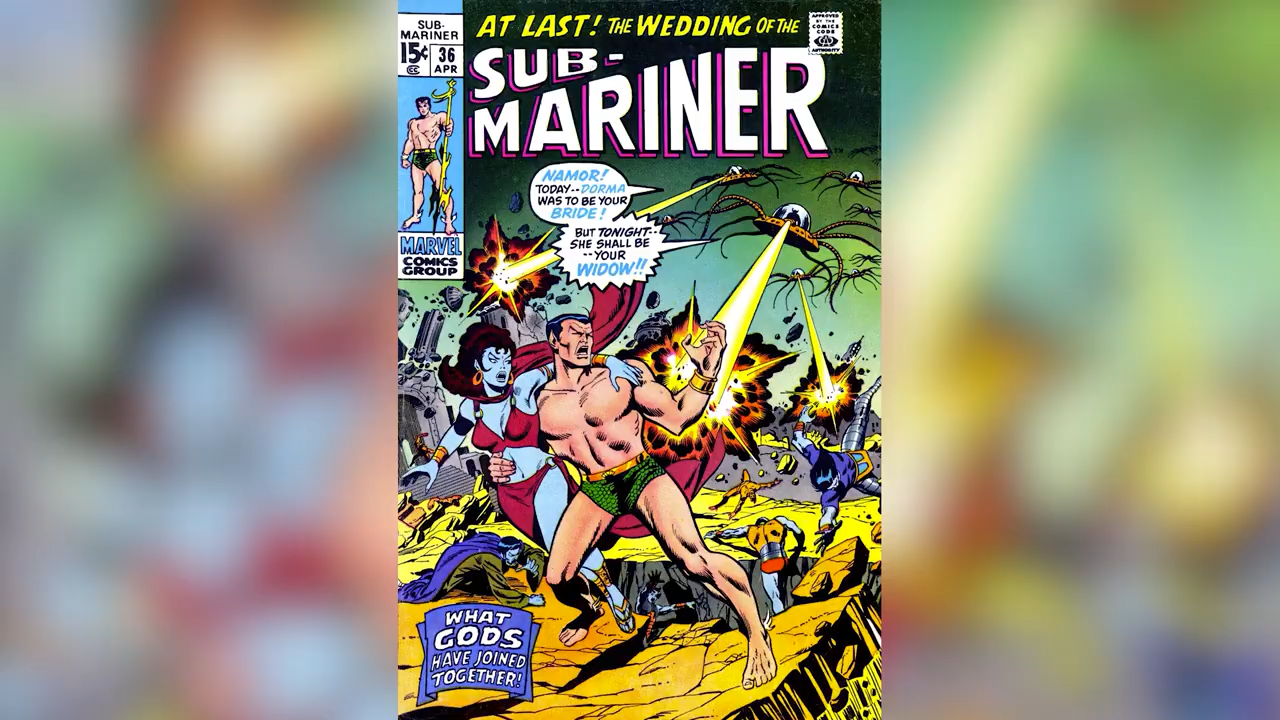 SUB-
MARINER
15¢
CC
36
APR
MARVEL
COMICS
GROUP
AT LAST! THE WEDDING OF THE
SUB-
MARINER
APPROVED
BY THE
COMICS
CODE
AUTHORITY
NAMOR!
TODAY--DORMA
WAS TO BE YOUR
BRIDE!
BUT TONIGHT--
SHE SHALL BE
--YOUR
WIDOW!!
WHAT
GODS
HAVE JOINED
TOGETHER!